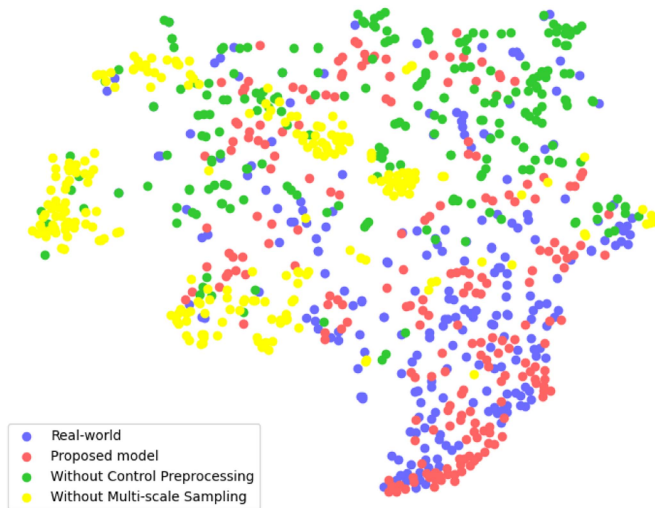 Real-world
Proposed model
Without Control Preprocessing
Without Multi-scale Sampling